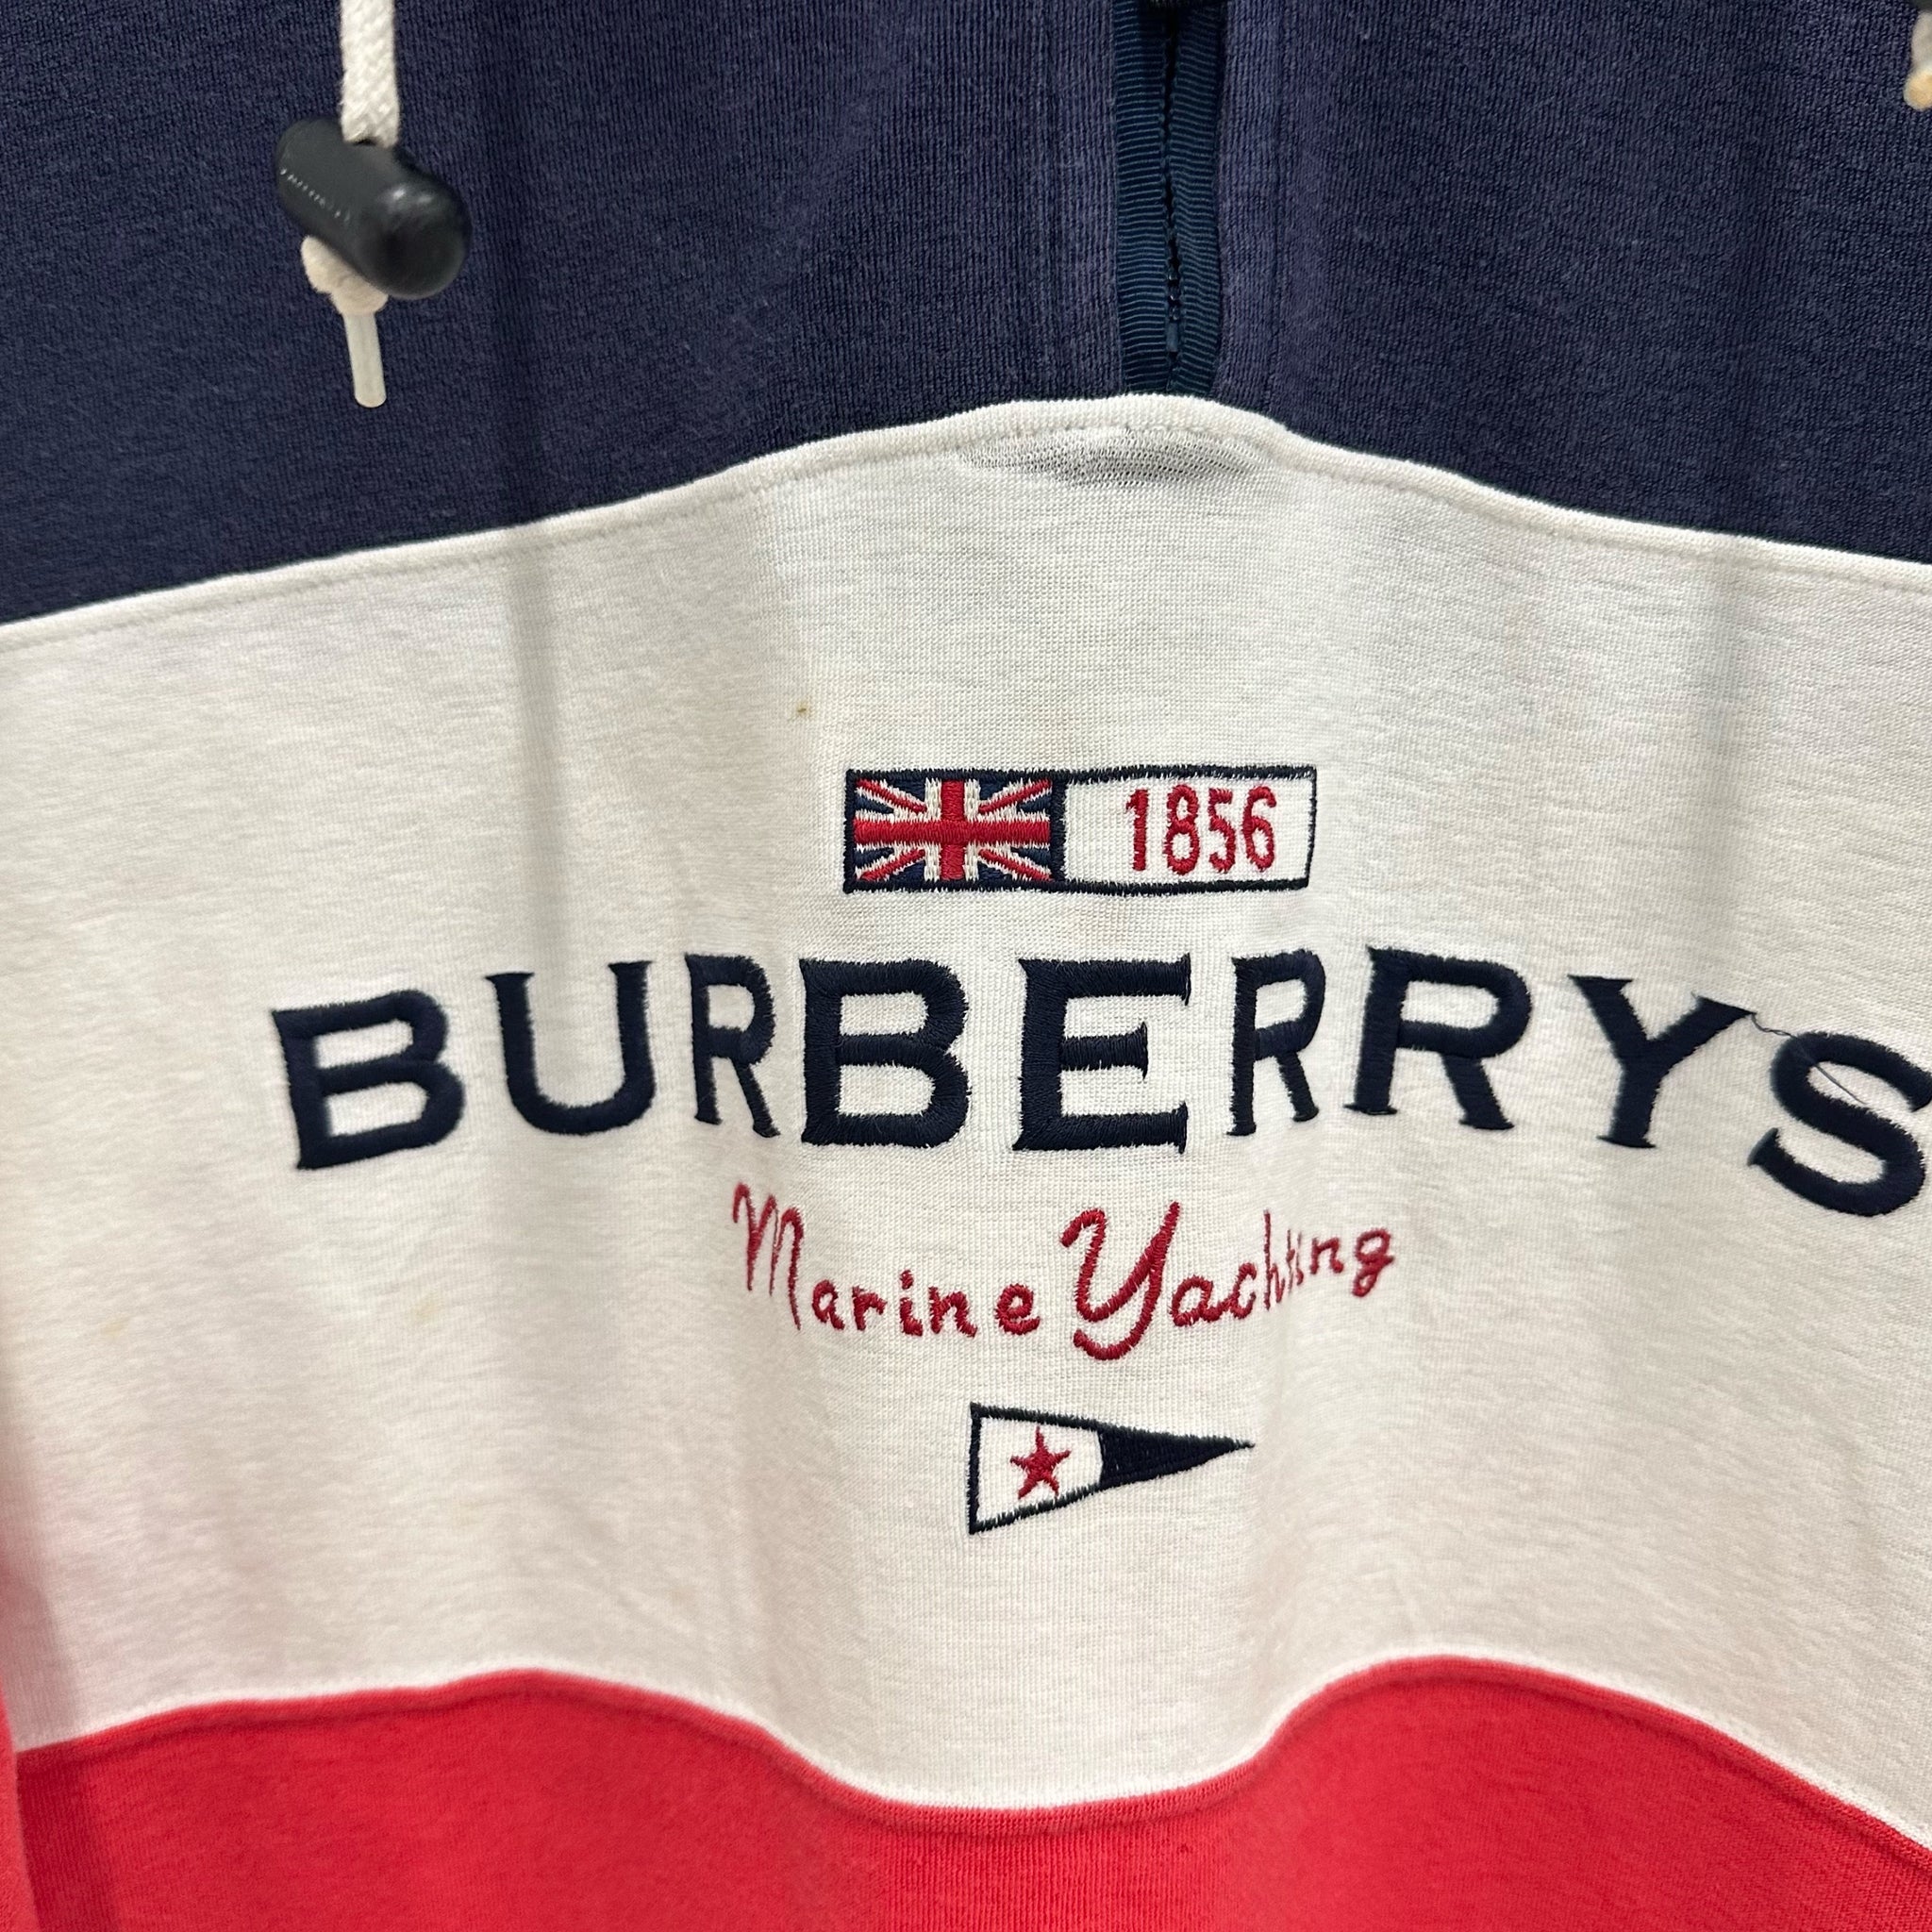 1856
BURBERRYS
Marine Yachting